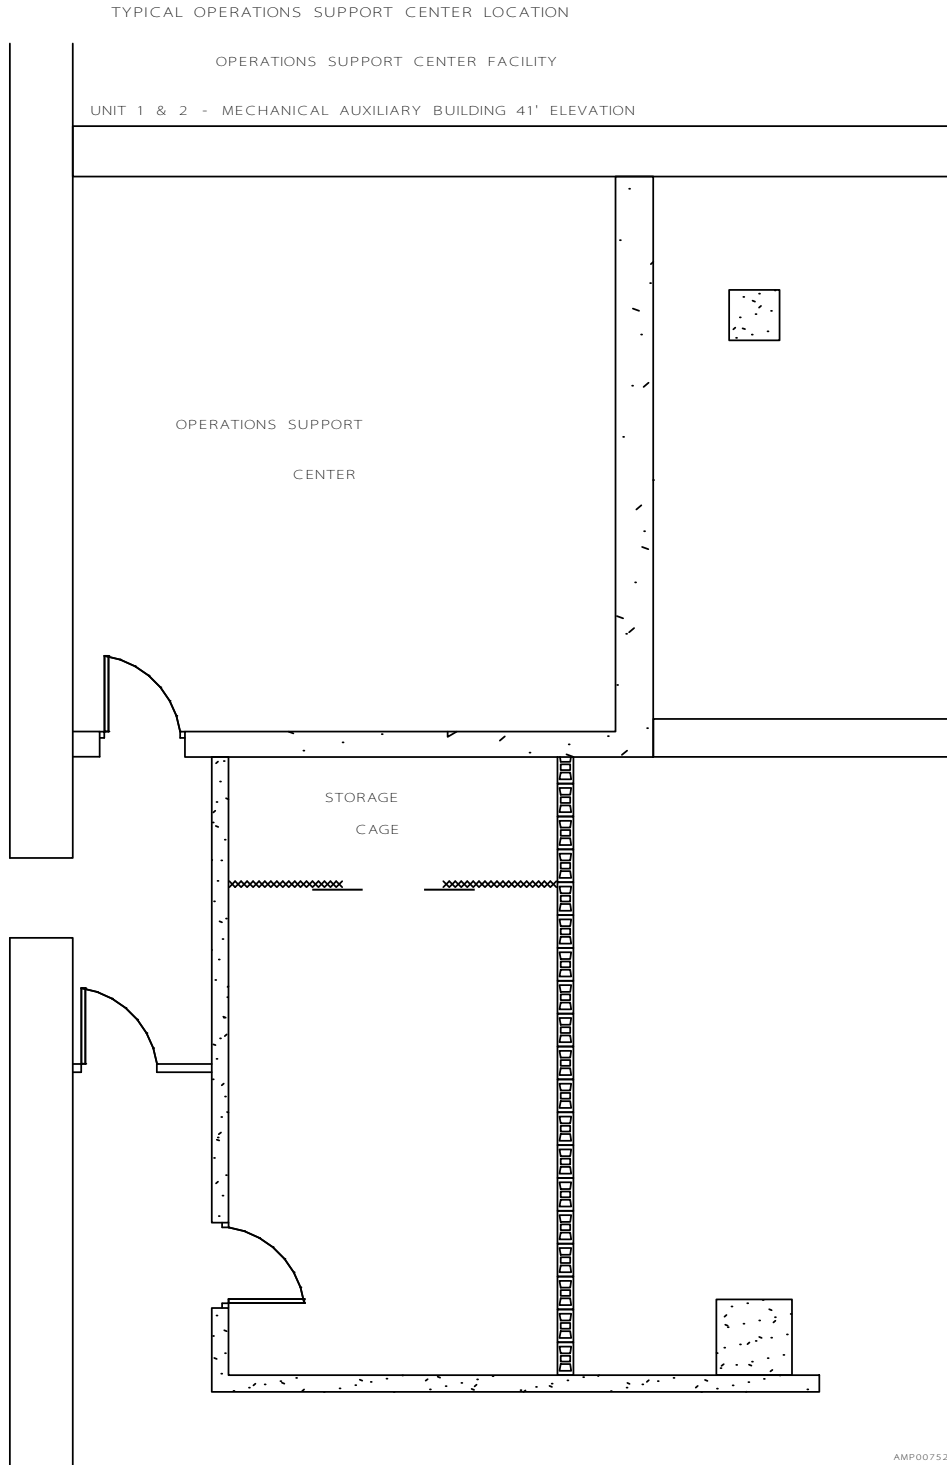 TYPICAL OPERATIONS SUPPORT CENTER LOCATION
OPERATIONS SUPPORT CENTER FACILITY
UNIT 1 & 2 - MECHANICAL AUXILIARY BUILDING 41' ELEVATION
OPERATIONS SUPPORT
CENTER
STORAGE
CAGE
AMP00752